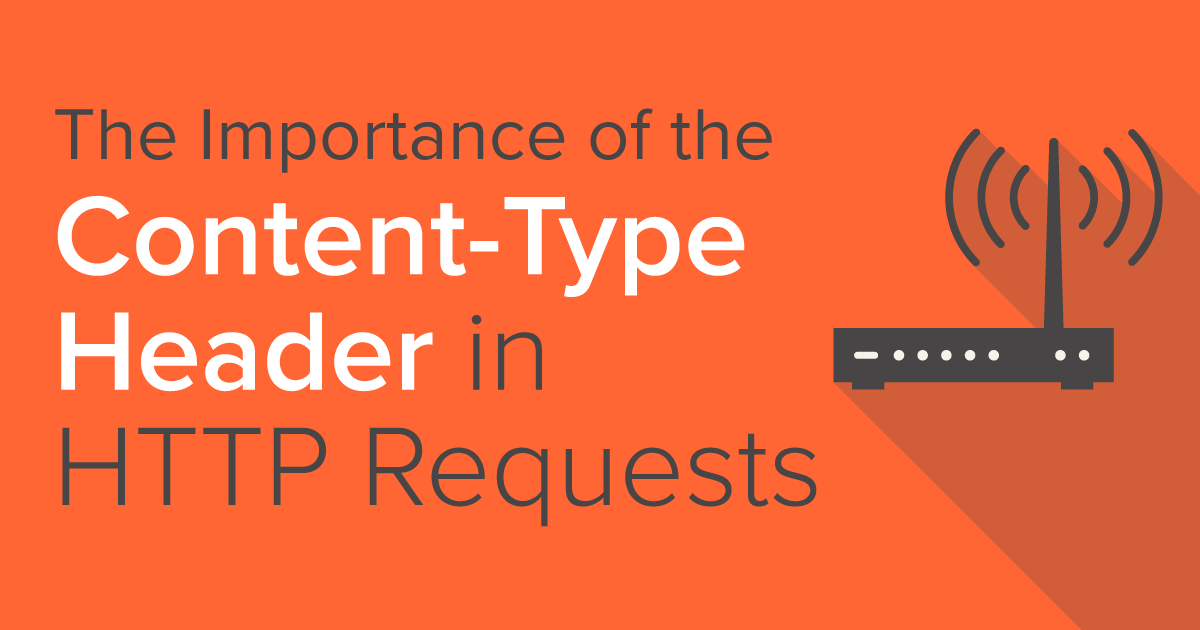 The Importance of the
Content-Type
Header in
HTTP Requests